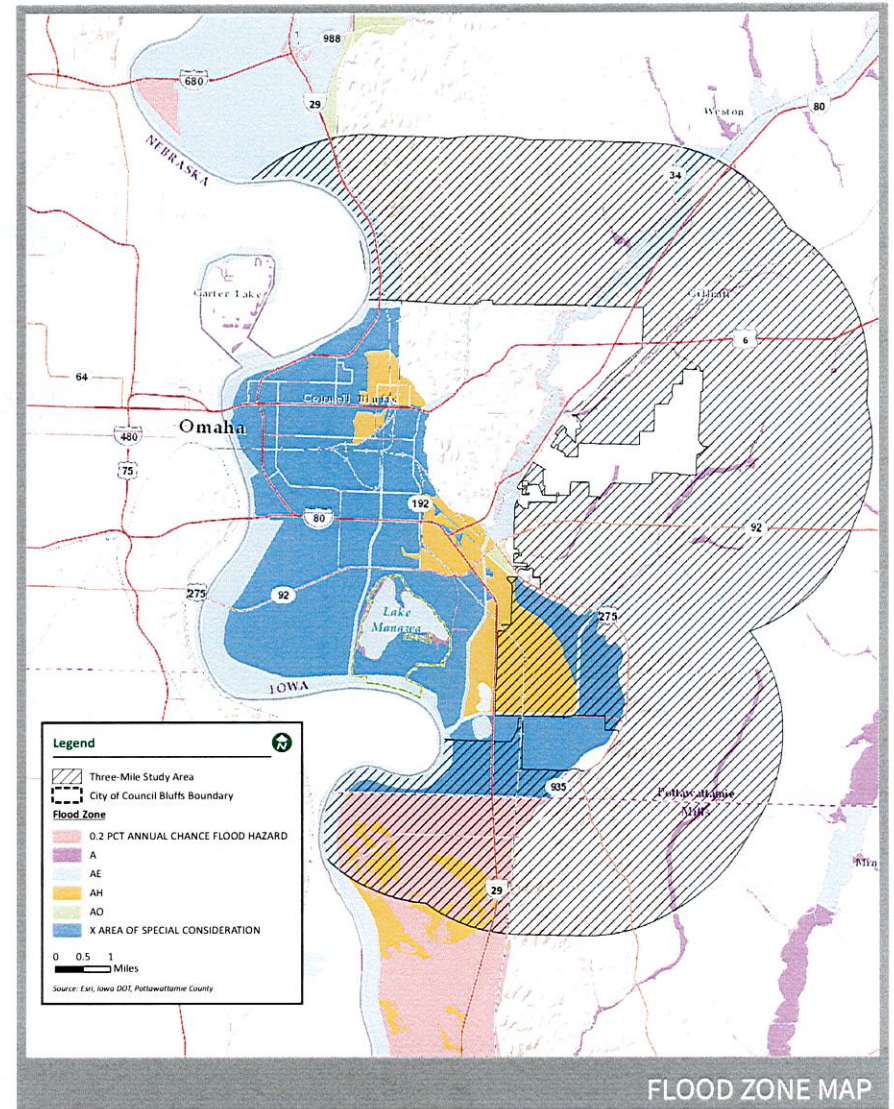 988
680
29
80
Weston
NEBRASKA
34
Carter Lake
Gilliatt
6
64
Council Bluffs
Omaha
480
75
192
80
92
275
92
Lake
Manawa
275
IOWA
Legend
N
Three-Mile Study Area
City of Council Bluffs Boundary
Flood Zone
0.2 PCT ANNUAL CHANCE FLOOD HAZARD
A
AE
AH
AO
X AREA OF SPECIAL CONSIDERATION
0 0.5 1
Miles
Source: Esri, Iowa DOT, Pottawattamie County
935
Pottawattamie
Mills
Min
29
FLOOD ZONE MAP